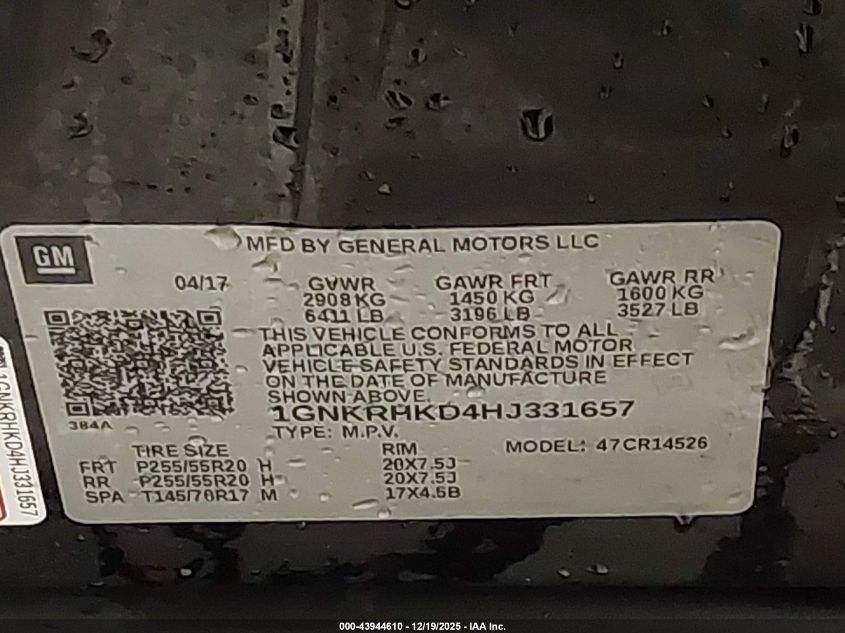 GM
MFD BY GENERAL MOTORS LLC
04/17 GVWR GAWR FRT GAWR RR
2908 KG 1450 KG 1600 KG
6411 LB 3196 LB 3527 LB
THIS VEHICLE CONFORMS TO ALL
APPLICABLE U.S. FEDERAL MOTOR
VEHICLE SAFETY STANDARDS IN EFFECT
ON THE DATE OF MANUFACTURE
SHOWN ABOVE.
1GNKRHKD4HJ331657
384A
TYPE: M.P.V.
MODEL: 47CR14526
TIRE SIZE RIM
FRT P255/55R20 H 20X7.5J
RR P255/55R20 H 20X7.5J
SPA T145/70R17 M 17X4.5B
1GNKRHKD4HJ331657
000-43944610 - 12/19/2025 - IAA Inc.